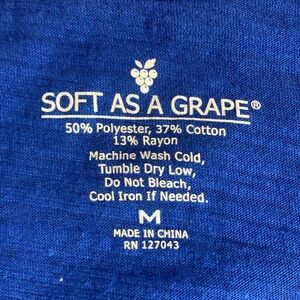 SOFT AS A GRAPE®
50% Polyester, 37% Cotton
13% Rayon
Machine Wash Cold,
Tumble Dry Low,
Do Not Bleach,
Cool Iron If Needed.
M
MADE IN CHINA
RN 127043